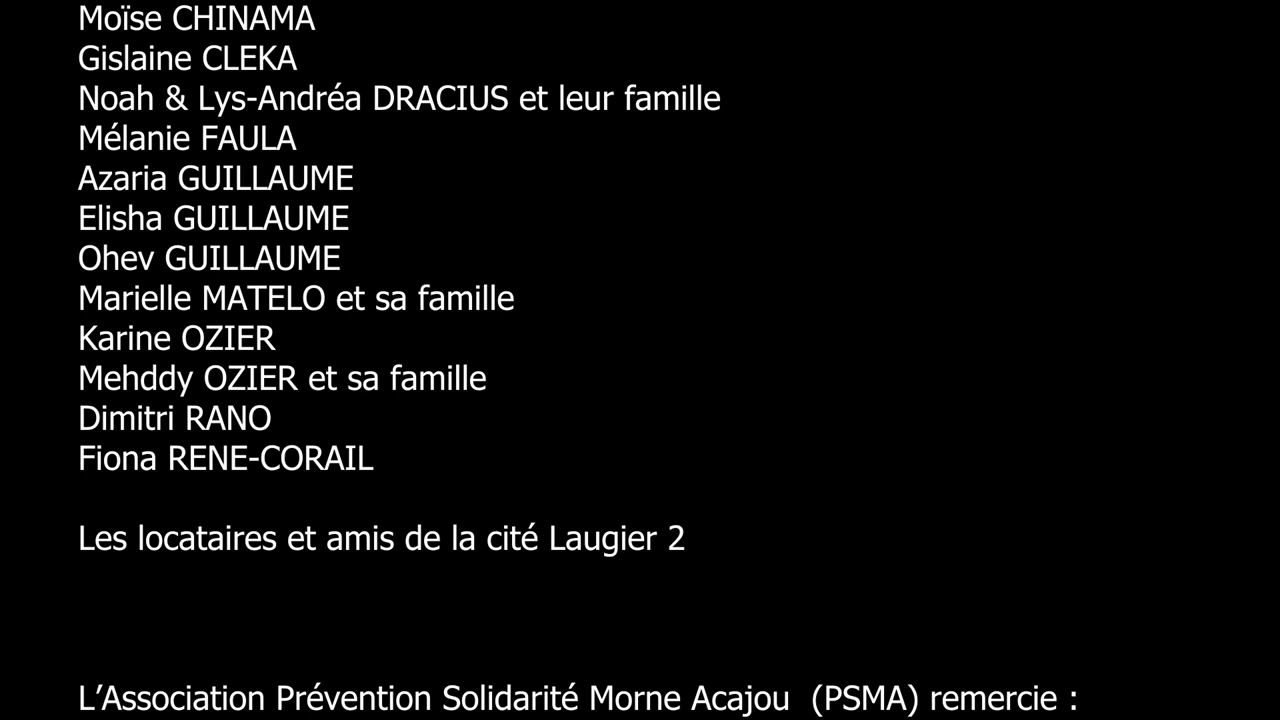 Moïse CHINAMA
Gislaine CLEKA
Noah & Lys-Andréa DRACIUS et leur famille
Mélanie FAULA
Azaria GUILLAUME
Elisha GUILLAUME
Ohev GUILLAUME
Marielle MATELO et sa famille
Karine OZIER
Mehddy OZIER et sa famille
Dimitri RANO
Fiona RENE-CORAIL
Les locataires et amis de la cité Laugier 2
L’Association Prévention Solidarité Morne Acajou  (PSMA) remercie :